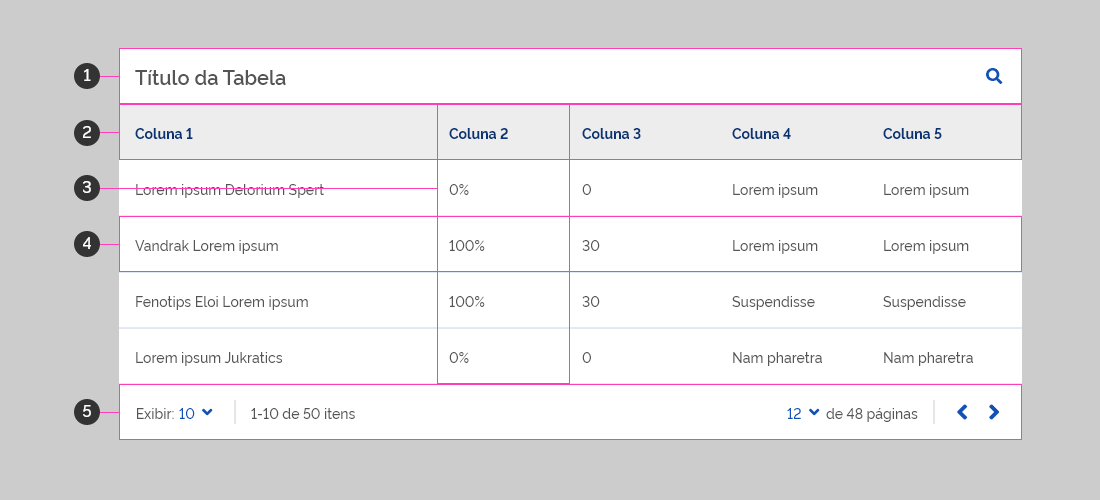 1 Título da Tabela
2 Coluna 1 Coluna 2 Coluna 3 Coluna 4 Coluna 5
3 Lorem ipsum Delorium Spert 0% 0 Lorem ipsum Lorem ipsum
4 Vandrak Lorem ipsum 100% 30 Lorem ipsum Lorem ipsum
Fenotips Eloi Lorem ipsum 100% 30 Suspendisse Suspendisse
Lorem ipsum Jukratics 0% 0 Nam pharetra Nam pharetra
5 Exibir: 10 1-10 de 50 itens 12 de 48 páginas